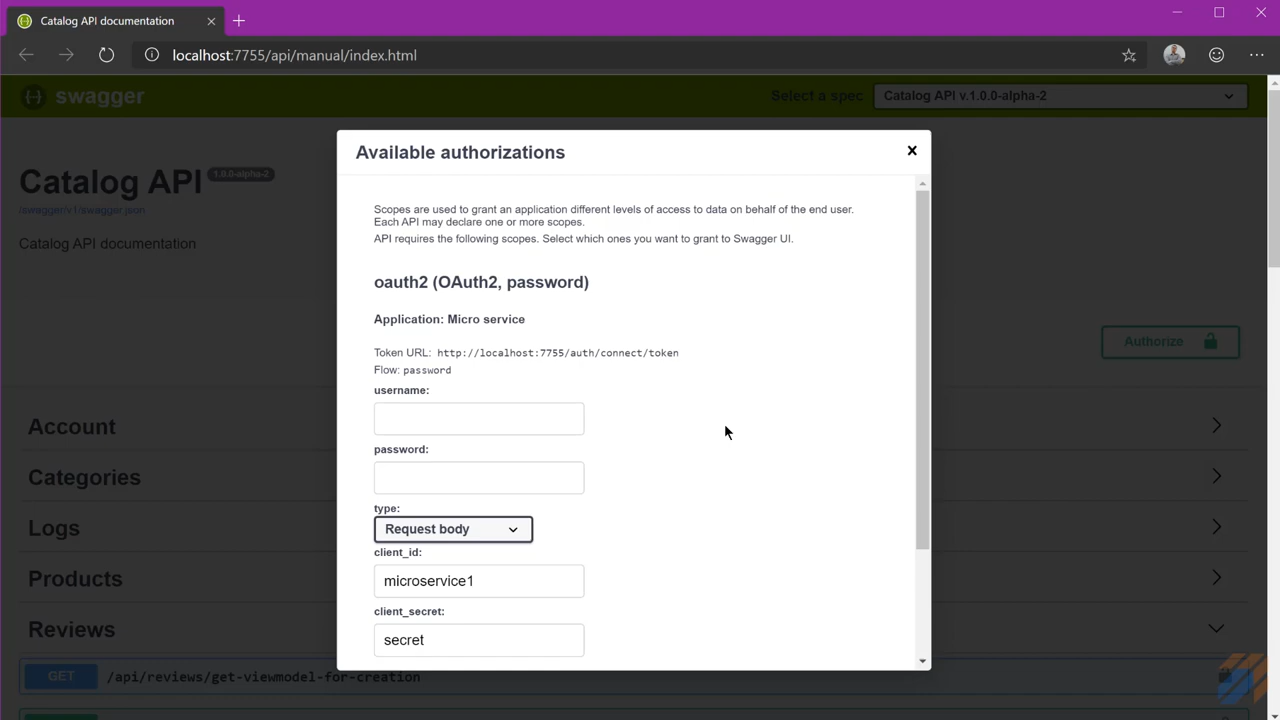 Catalog API documentation
localhost:7755/api/manual/index.html
swagger
Select a spec
Catalog API v.1.0.0-alpha-2
Available authorizations
Catalog API 1.0.0-alpha-2
/swagger/v1/swagger.json
Catalog API documentation
Scopes are used to grant an application different levels of access to data on behalf of the end user.
Each API may declare one or more scopes.
API requires the following scopes. Select which ones you want to grant to Swagger UI.
oauth2 (OAuth2, password)
Application: Micro service
Authorize
Token URL: http://localhost:7755/auth/connect/token
Flow: password
username:
Account
password:
Categories
type:
Request body
Logs
client_id:
microservice1
Products
client_secret:
Reviews
secret
GET /api/reviews/get-viewmodel-for-creation